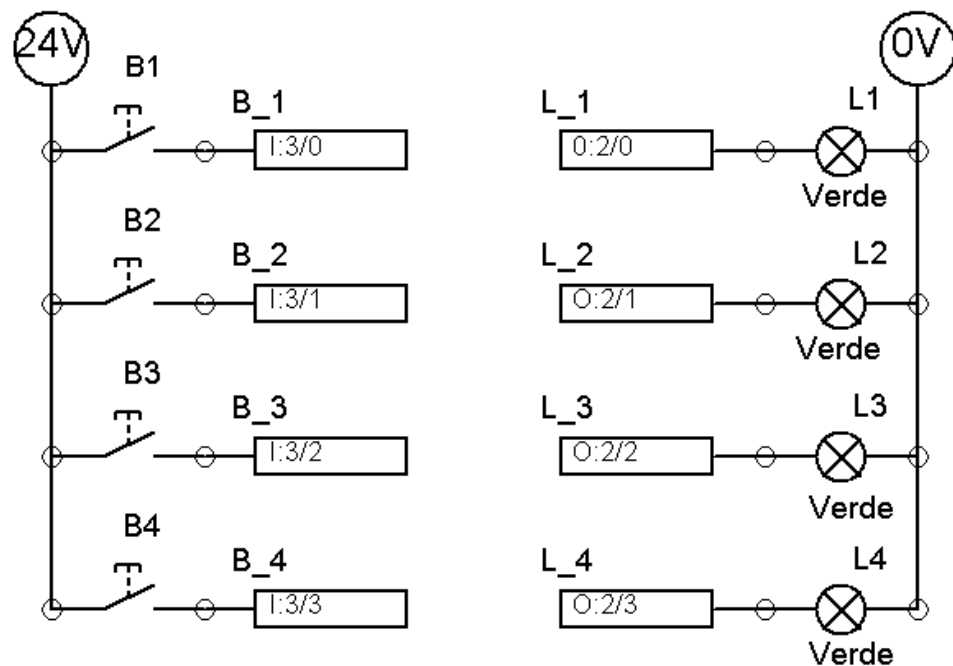 24V 0V
B1 L1
B_1 L_1
I:3/0 0:2/0
Verde
B2 L2
B_2 L_2
I:3/1 O:2/1
Verde
B3 L3
B_3 L_3
I:3/2 O:2/2
Verde
B4 L4
B_4 L_4
I:3/3 O:2/3
Verde